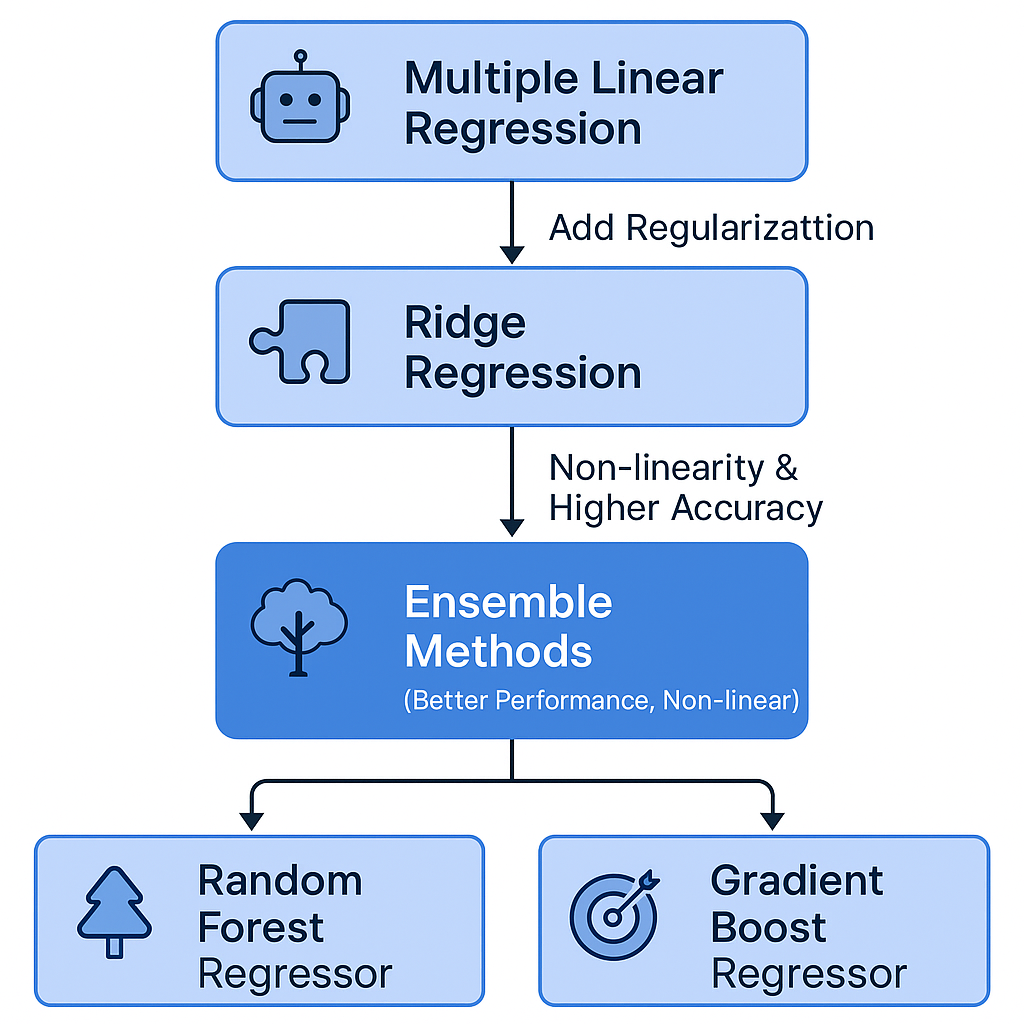 Multiple Linear
Regression
Add Regularizattion
Ridge
Regression
Non-linearity &
Higher Accuracy
Ensemble
Methods
(Better Performance, Non-linear)
Random
Forest
Regressor
Gradient
Boost
Regressor